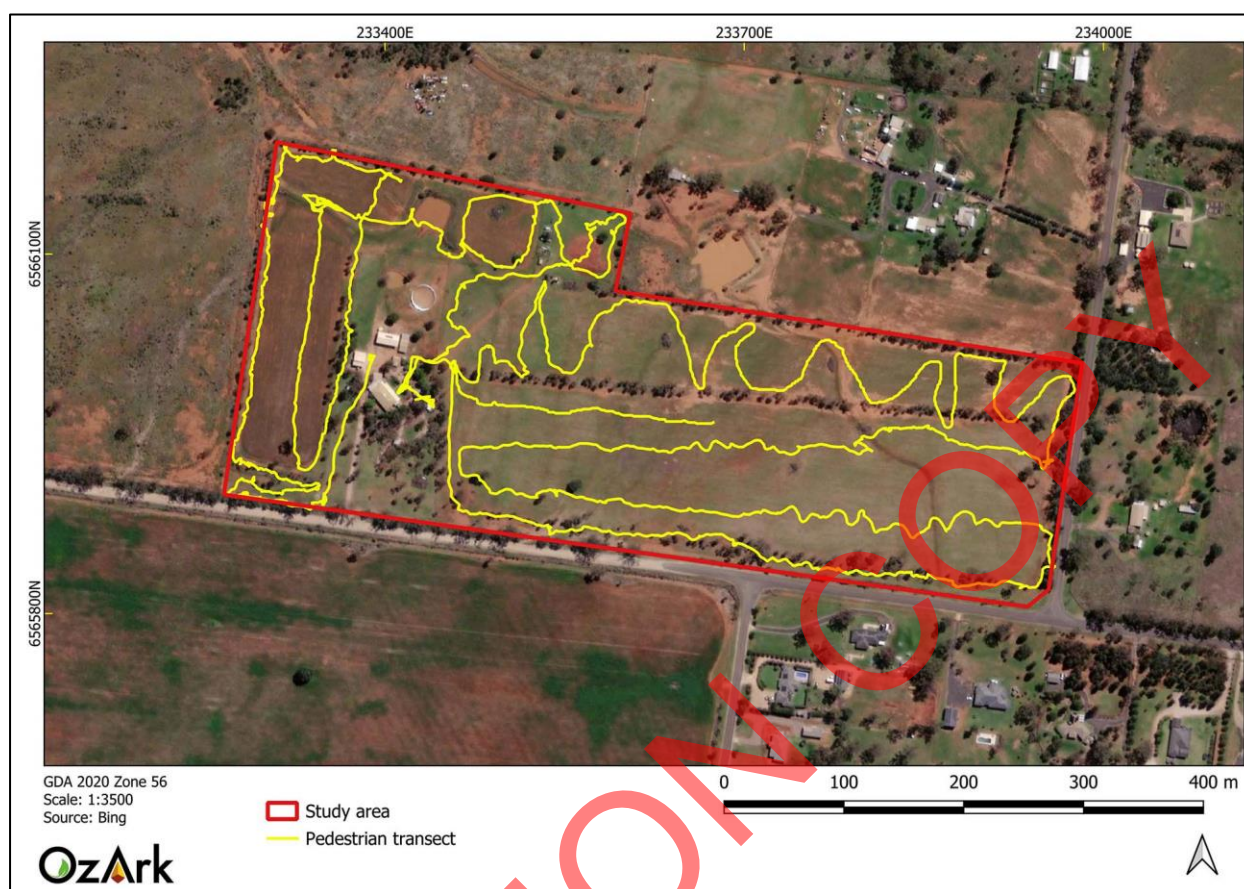 233400E 233700E 234000E
6566100N
6565800N
GDA 2020 Zone 56
Scale: 1:3500
Source: Bing
Study area
Pedestrian transect
0 100 200 300 400 m
OzArk
ON COPY